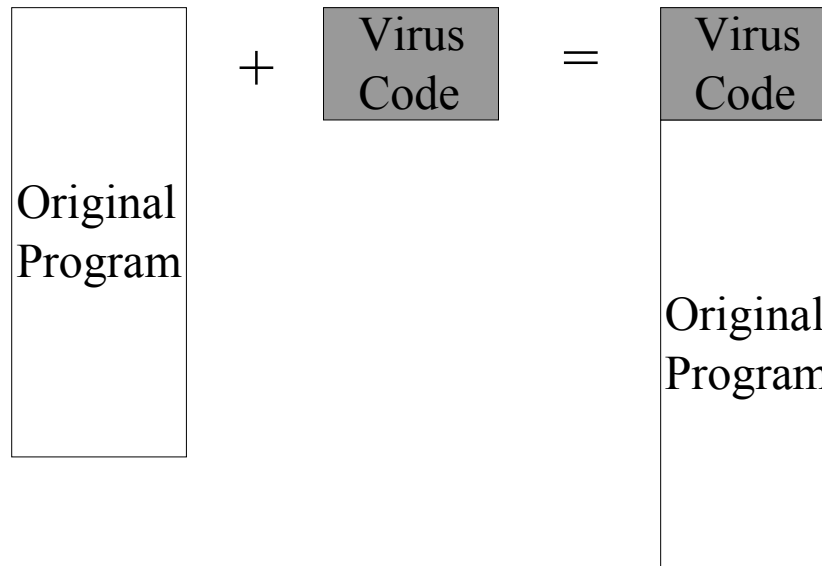 Original
Program
+
Virus
Code
=
Virus
Code
Original
Program